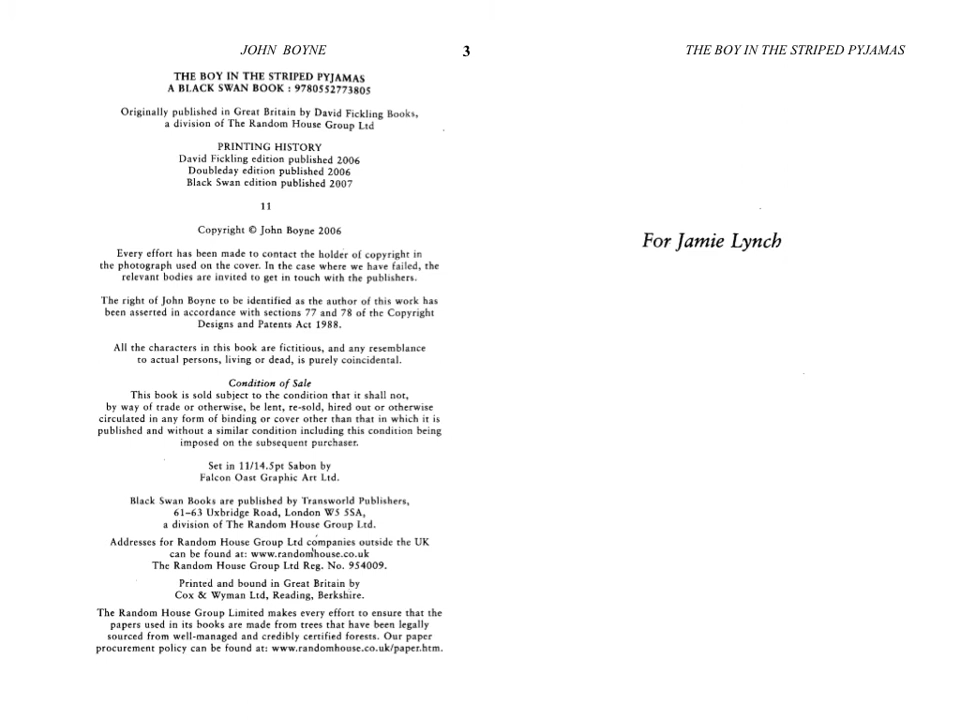 JOHN BOYNE
3
THE BOY IN THE STRIPED PYJAMAS
A BLACK SWAN BOOK : 9780552773805
Originally published in Great Britain by David Fickling Books,
a division of The Random House Group Ltd
PRINTING HISTORY
David Fickling edition published 2006
Doubleday edition published 2006
Black Swan edition published 2007
11
Copyright © John Boyne 2006
Every effort has been made to contact the holder of copyright in
the photograph used on the cover. In the case where we have failed, the
relevant bodies are invited to get in touch with the publishers.
The right of John Boyne to be identified as the author of this work has
been asserted in accordance with sections 77 and 78 of the Copyright
Designs and Patents Act 1988.
All the characters in this book are fictitious, and any resemblance
to actual persons, living or dead, is purely coincidental.
Condition of Sale
This book is sold subject to the condition that it shall not,
by way of trade or otherwise, be lent, re-sold, hired out or otherwise
circulated in any form of binding or cover other than that in which it is
published and without a similar condition including this condition being
imposed on the subsequent purchaser.
Set in 11/14.5pt Sabon by
Falcon Oast Graphic Art Ltd.
Black Swan Books are published by Transworld Publishers,
61–63 Uxbridge Road, London W5 5SA,
a division of The Random House Group Ltd.
Addresses for Random House Group Ltd companies outside the UK
can be found at: www.randomhouse.co.uk
The Random House Group Ltd Reg. No. 954009.
Printed and bound in Great Britain by
Cox & Wyman Ltd, Reading, Berkshire.
The Random House Group Limited makes every effort to ensure that the
papers used in its books are made from trees that have been legally
sourced from well-managed and credibly certified forests. Our paper
procurement policy can be found at: www.randomhouse.co.uk/paper.htm.
THE BOY IN THE STRIPED PYJAMAS
For Jamie Lynch